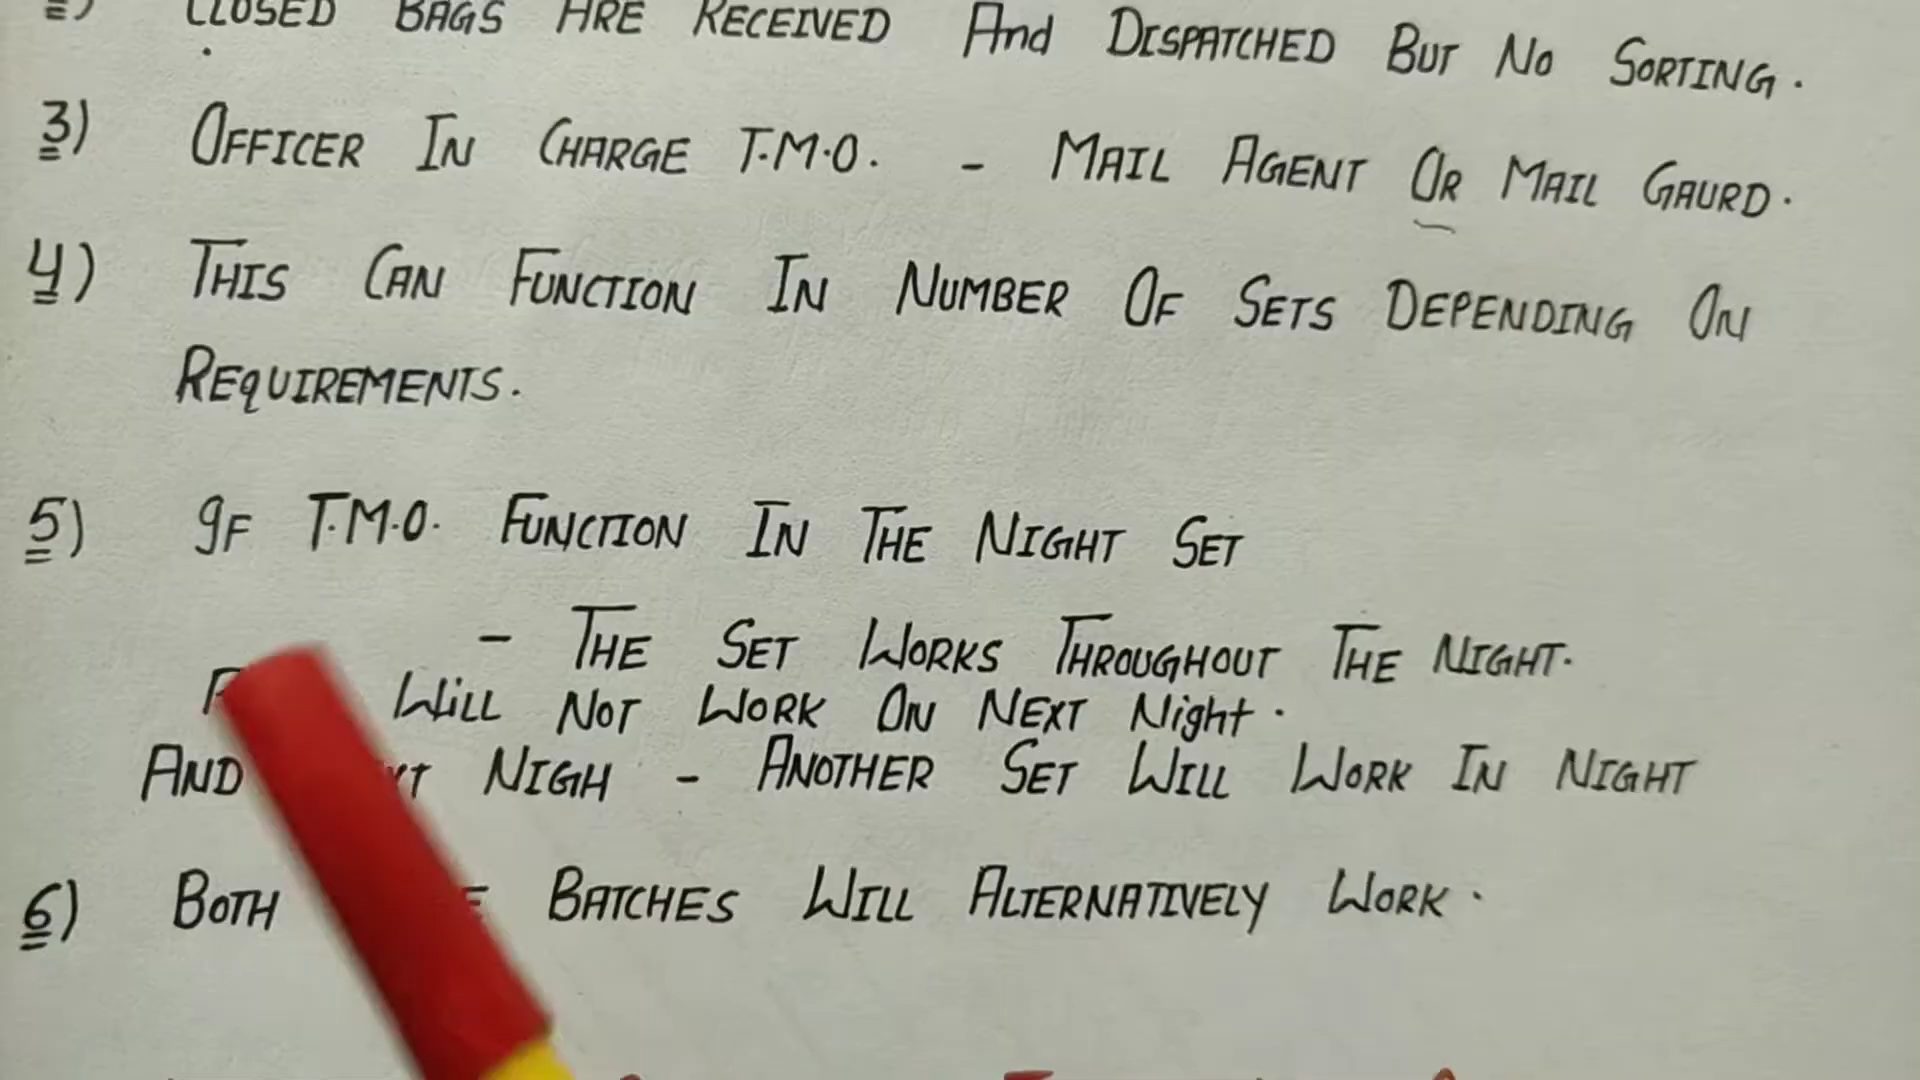 2) CLOSED BAGS ARE RECEIVED And DISPATCHED BUT NO SORTING.
3) OFFICER IN CHARGE T.M.O. - MAIL AGENT OR MAIL GAURD.
4) THIS CAN FUNCTION IN NUMBER OF SETS DEPENDING ON
REQUIREMENTS.
5) IF T.M.O. FUNCTION IN THE NIGHT SET
- THE SET WORKS THROUGHOUT THE NIGHT.
WiLL NOT WORK ON NEXT Night.
AND NIGH - ANOTHER SET WILL WORK IN NIGHT
6) BOTH BATCHES WILL ALTERNATIVELY WORK.